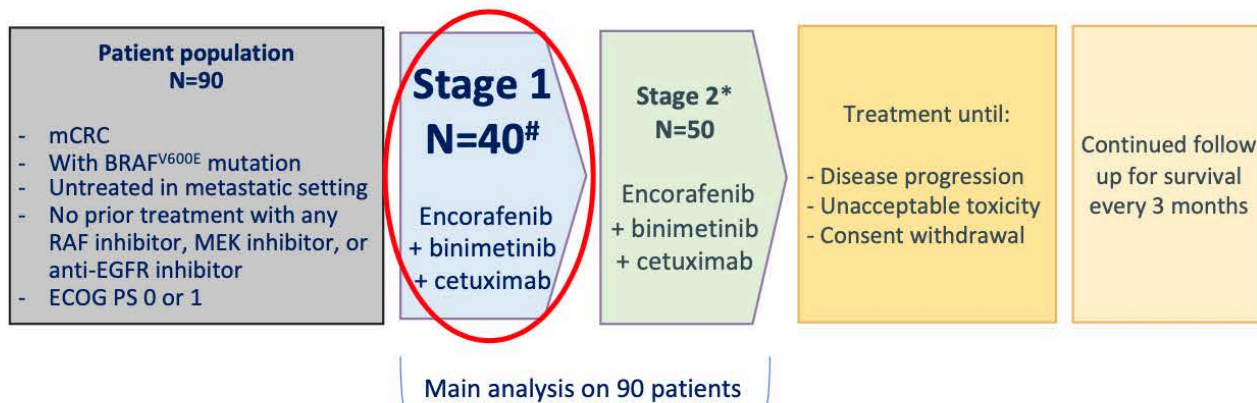 Patient population
N=90
- mCRC
- With BRAFV600E mutation
- Untreated in metastatic setting
- No prior treatment with any
RAF inhibitor, MEK inhibitor, or
anti-EGFR inhibitor
- ECOG PS 0 or 1
Stage 1
N=40#
Encorafenib
+ binimetinib
+ cetuximab
Stage 2*
N=50
Encorafenib
+ binimetinib
+ cetuximab
Treatment until:
- Disease progression
- Unacceptable toxicity
- Consent withdrawal
Continued follow
up for survival
every 3 months
Main analysis on 90 patients